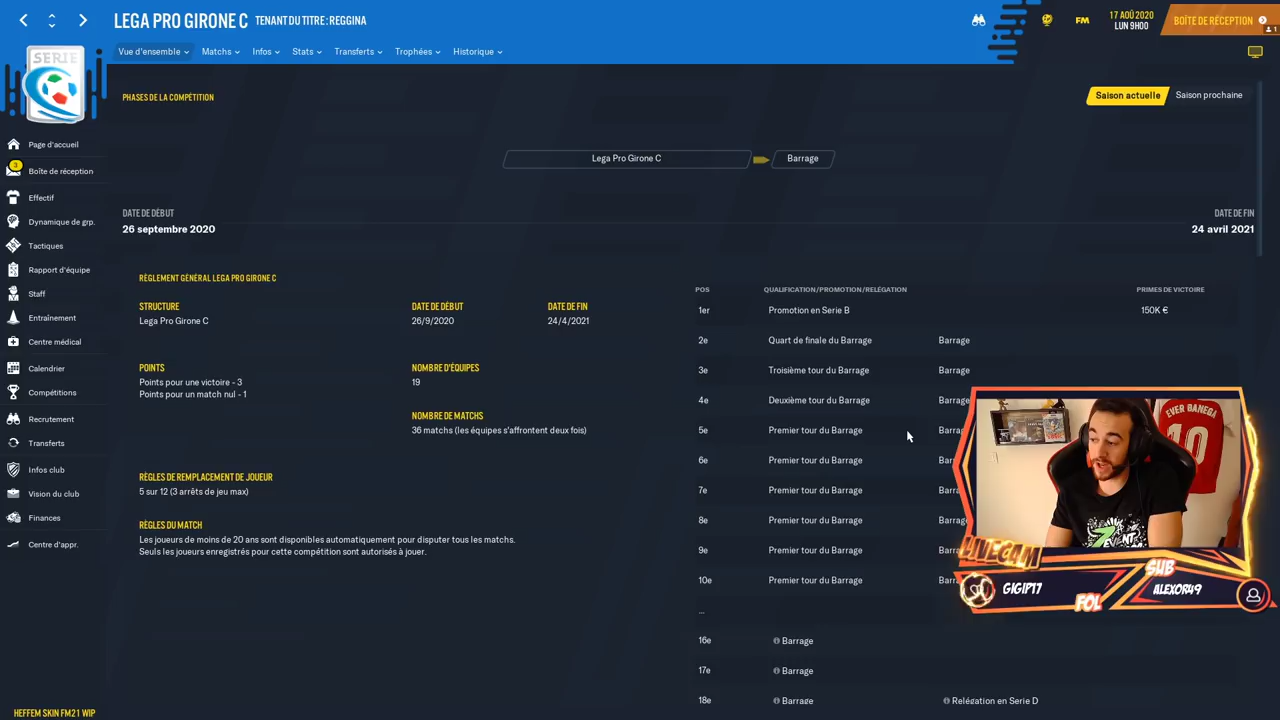 LEGA PRO GIRONE C TENANT DU TITRE : REGGINA
FM
17 AOÛ 2020
LUN 9H00
BOÎTE DE RÉCEPTION
1
Vue d'ensemble Matchs Infos Stats Transferts Trophées Historique
SERIE
PHASES DE LA COMPÉTITION
Saison actuelle Saison prochaine
Page d'accueil
3
Boîte de réception
Effectif
Dynamique de grp.
Tactiques
Rapport d'équipe
Staff
Entraînement
Centre médical
Calendrier
Compétitions
Recrutement
Transferts
Infos club
Vision du club
Finances
Centre d'appr.
HEFFEM SKIN FM21 WIP
Lega Pro Girone C Barrage
DATE DE DÉBUT DATE DE FIN
26 septembre 2020 24 avril 2021
RÈGLEMENT GÉNÉRAL LEGA PRO GIRONE C
STRUCTURE DATE DE DÉBUT DATE DE FIN
Lega Pro Girone C 26/9/2020 24/4/2021
POINTS NOMBRE D'ÉQUIPES
Points pour une victoire - 3 19
Points pour un match nul - 1
NOMBRE DE MATCHS
36 matchs (les équipes s'affrontent deux fois)
RÈGLES DE REMPLACEMENT DE JOUEUR
5 sur 12 (3 arrêts de jeu max)
RÈGLES DU MATCH
Les joueurs de moins de 20 ans sont disponibles automatiquement pour disputer tous les matchs.
Seuls les joueurs enregistrés pour cette compétition sont autorisés à jouer.
POS QUALIFICATION/PROMOTION/RELÉGATION PRIMES DE VICTOIRE
1er Promotion en Serie B 150K €
2e Quart de finale du Barrage Barrage
3e Troisième tour du Barrage Barrage
4e Deuxième tour du Barrage Barrage
5e Premier tour du Barrage Barrag
6e Premier tour du Barrage Barra
7e Premier tour du Barrage Barra
8e Premier tour du Barrage Barrag
9e Premier tour du Barrage Barra
10e Premier tour du Barrage Barra
...
16e Barrage
17e Barrage
18e Barrage Relégation en Serie D
EVER BANEGA
10
LIVECAM
GIGIP17
FOL
SUB
ALEXOR49